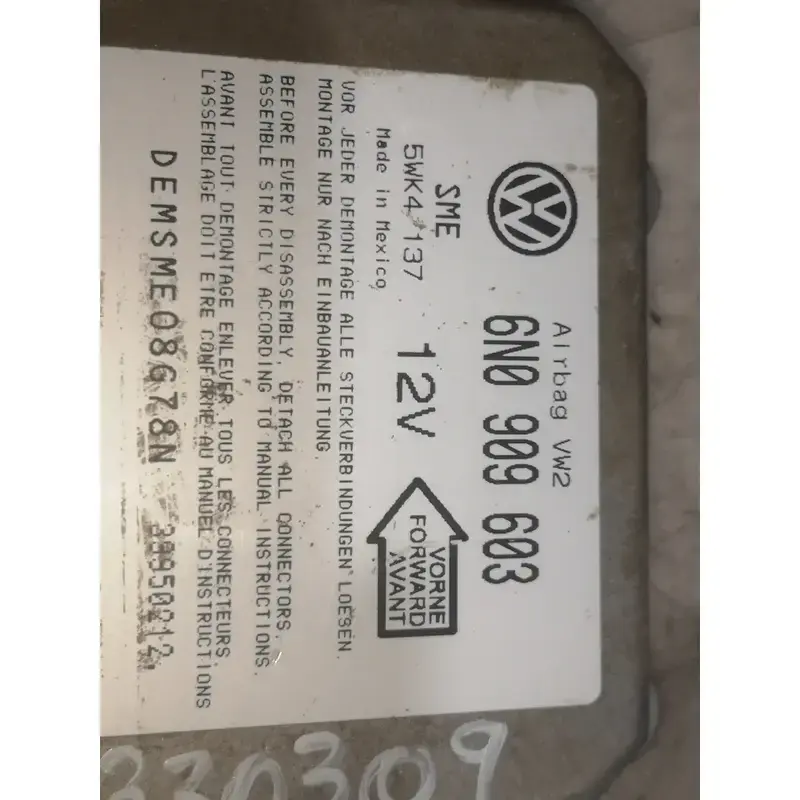 Airbag VW2
6N0 909 603
SME
5WK4 137
Made in Mexico
12V
VORNE
FORWARD
AVANT
VOR JEDER DEMONTAGE ALLE STECKVERBINDUNGEN LOESEN.
MONTAGE NUR NACH EINBAUANLEITUNG.
BEFORE EVERY DISASSEMBLY, DETACH ALL CONNECTORS.
ASSEMBLE STRICTLY ACCORDING TO MANUAL INSTRUCTIONS.
AVANT TOUT DEMONTAGE ENLEVER TOUS LES CONNECTEURS.
L'ASSEMBLAGE DOIT ETRE CONFORME AU MANUEL D'INSTRUCTIONS
DEMSME08G78N